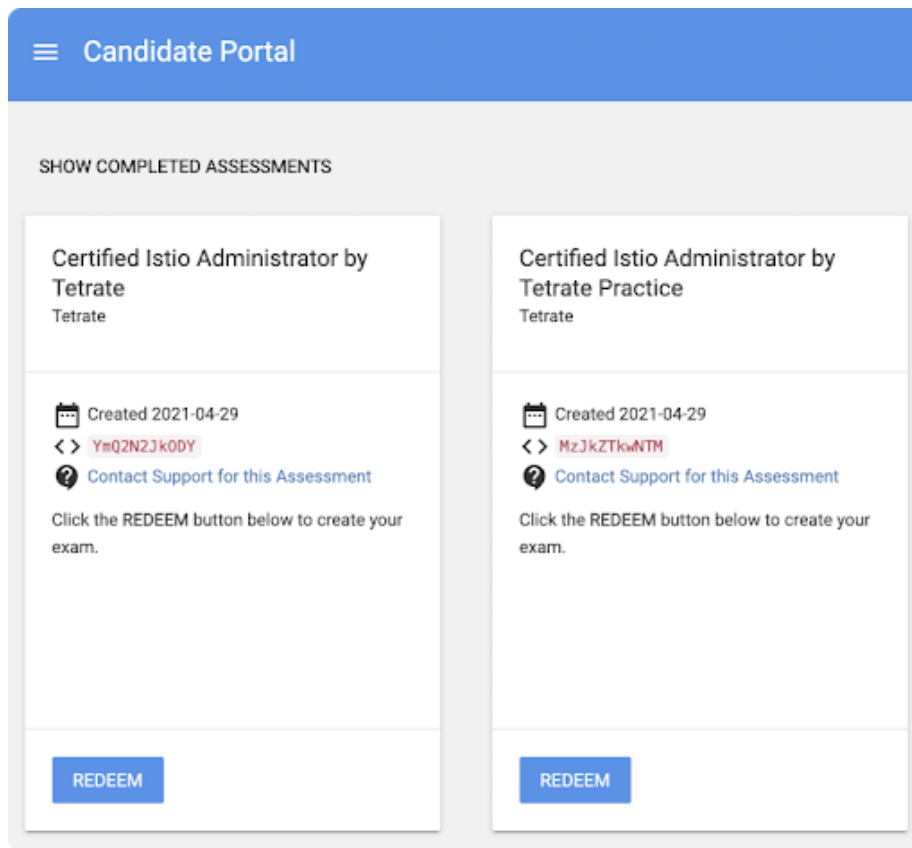 Candidate Portal
SHOW COMPLETED ASSESSMENTS
Certified Istio Administrator by
Tetrate
Tetrate
Created 2021-04-29
YmQ2N2JkODY
Contact Support for this Assessment
Click the REDEEM button below to create your
exam.
REDEEM
Certified Istio Administrator by
Tetrate Practice
Tetrate
Created 2021-04-29
MzJkZTkwNTM
Contact Support for this Assessment
Click the REDEEM button below to create your
exam.
REDEEM